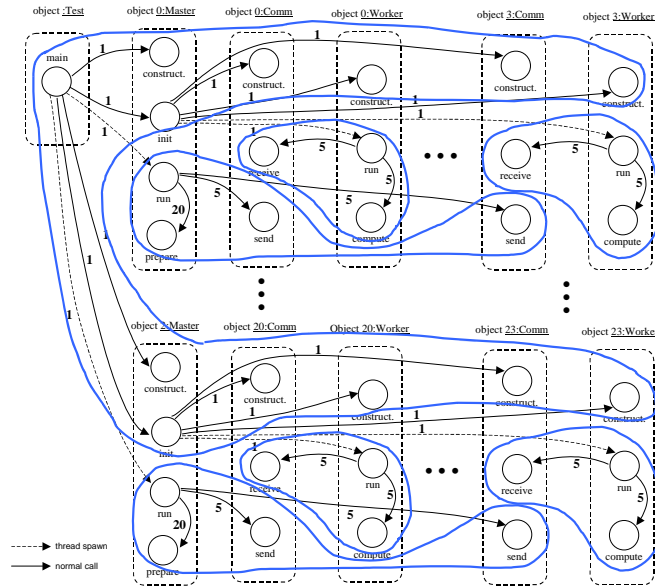 object :Test
object 0:Master
object 0:Comm
object 0:Worker
object 3:Comm
object 3:Worker
main
1
1
construct.
construct.
construct.
construct.
construct.
1
1
1
1
1
1
init
1
1
receive
5
run
receive
5
run
run
5
5
20
5
prepare
send
compute
send
compute
1
1
1
object 2:Master
object 20:Comm
Object 20:Worker
object 23:Comm
object 23:Worker
1
construct.
construct.
construct.
construct.
construct.
1
1
1
1
init
1
receive
5
run
receive
5
run
run
5
5
20
5
5
prepare
send
compute
send
compute
thread spawn
normal call